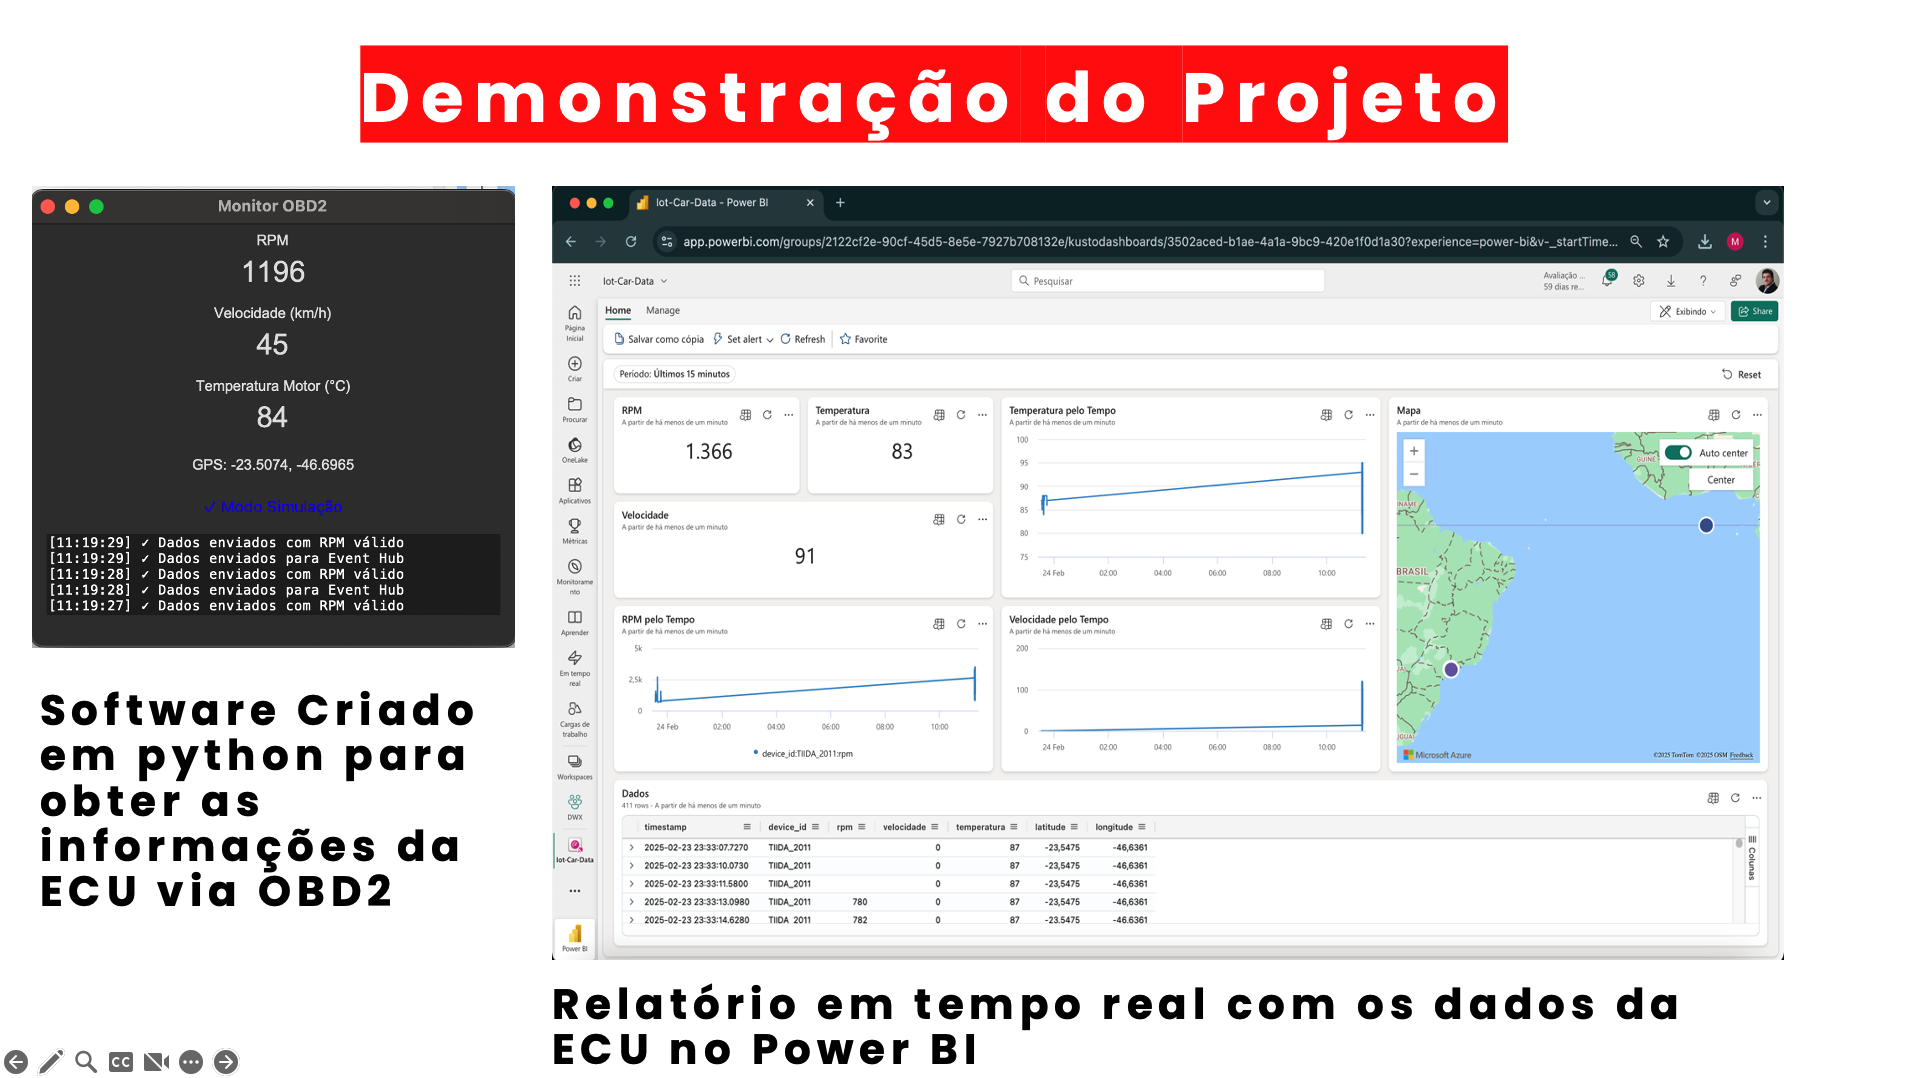 Demonstração do Projeto
Monitor OBD2
RPM
1196
Velocidade (km/h)
45
Temperatura Motor (°C)
84
GPS: -23.5074, -46.6965
✓ Modo Simulação
[11:19:29] ✓ Dados enviados com RPM válido
[11:19:29] ✓ Dados enviados para Event Hub
[11:19:28] ✓ Dados enviados com RPM válido
[11:19:28] ✓ Dados enviados para Event Hub
[11:19:27] ✓ Dados enviados com RPM válido
Software Criado
em python para
obter as
informações da
ECU via OBD2
Iot-Car-Data - Power BI
app.powerbi.com/groups/2122cf2e-90cf-45d5-8e5e-7927b708132e/kustodashboards/3502aced-b1ae-4a1a-9bc9-420e1f0d1a30?experience=power-bi&v-_startTime...
M
Iot-Car-Data
Pesquisar
Avaliação ...
59 dias re...
58
Página
Inicial
Criar
Procurar
OneLake
Aplicativos
Métricas
Monitorame
nto
Aprender
Em tempo
real
Cargas de
trabalho
Workspaces
DWX
Iot-Car-Data
Power BI
Home Manage
Exibindo
Share
Salvar como cópia Set alert Refresh Favorite
Período: Últimos 15 minutos
Reset
RPM
A partir de há menos de um minuto
1.366
Temperatura
A partir de há menos de um minuto
83
Velocidade
A partir de há menos de um minuto
91
Temperatura pelo Tempo
A partir de há menos de um minuto
100
95
90
85
80
75
24 Feb 02:00 04:00 06:00 08:00 10:00
Mapa
A partir de há menos de um minuto
Auto center
Center
BRASIL
Microsoft Azure
©2025 TomTom ©2025 OSM Feedback
RPM pelo Tempo
A partir de há menos de um minuto
5k
2,5k
0
24 Feb 02:00 04:00 06:00 08:00 10:00
device_id:TIIDA_2011:rpm
Velocidade pelo Tempo
A partir de há menos de um minuto
200
100
0
24 Feb 02:00 04:00 06:00 08:00 10:00
Dados
411 rows - A partir de há menos de um minuto
timestamp device_id rpm velocidade temperatura latitude longitude
2025-02-23 23:33:07.7270 TIIDA_2011 0 87 -23,5475 -46,6361
2025-02-23 23:33:10.0730 TIIDA_2011 0 87 -23,5475 -46,6361
2025-02-23 23:33:11.5800 TIIDA_2011 0 87 -23,5475 -46,6361
2025-02-23 23:33:13.0980 TIIDA_2011 780 0 87 -23,5475 -46,6361
2025-02-23 23:33:14.6280 TIIDA_2011 782 0 87 -23,5475 -46,6361
Colunas
Relatório em tempo real com os dados da
ECU no Power BI
CC